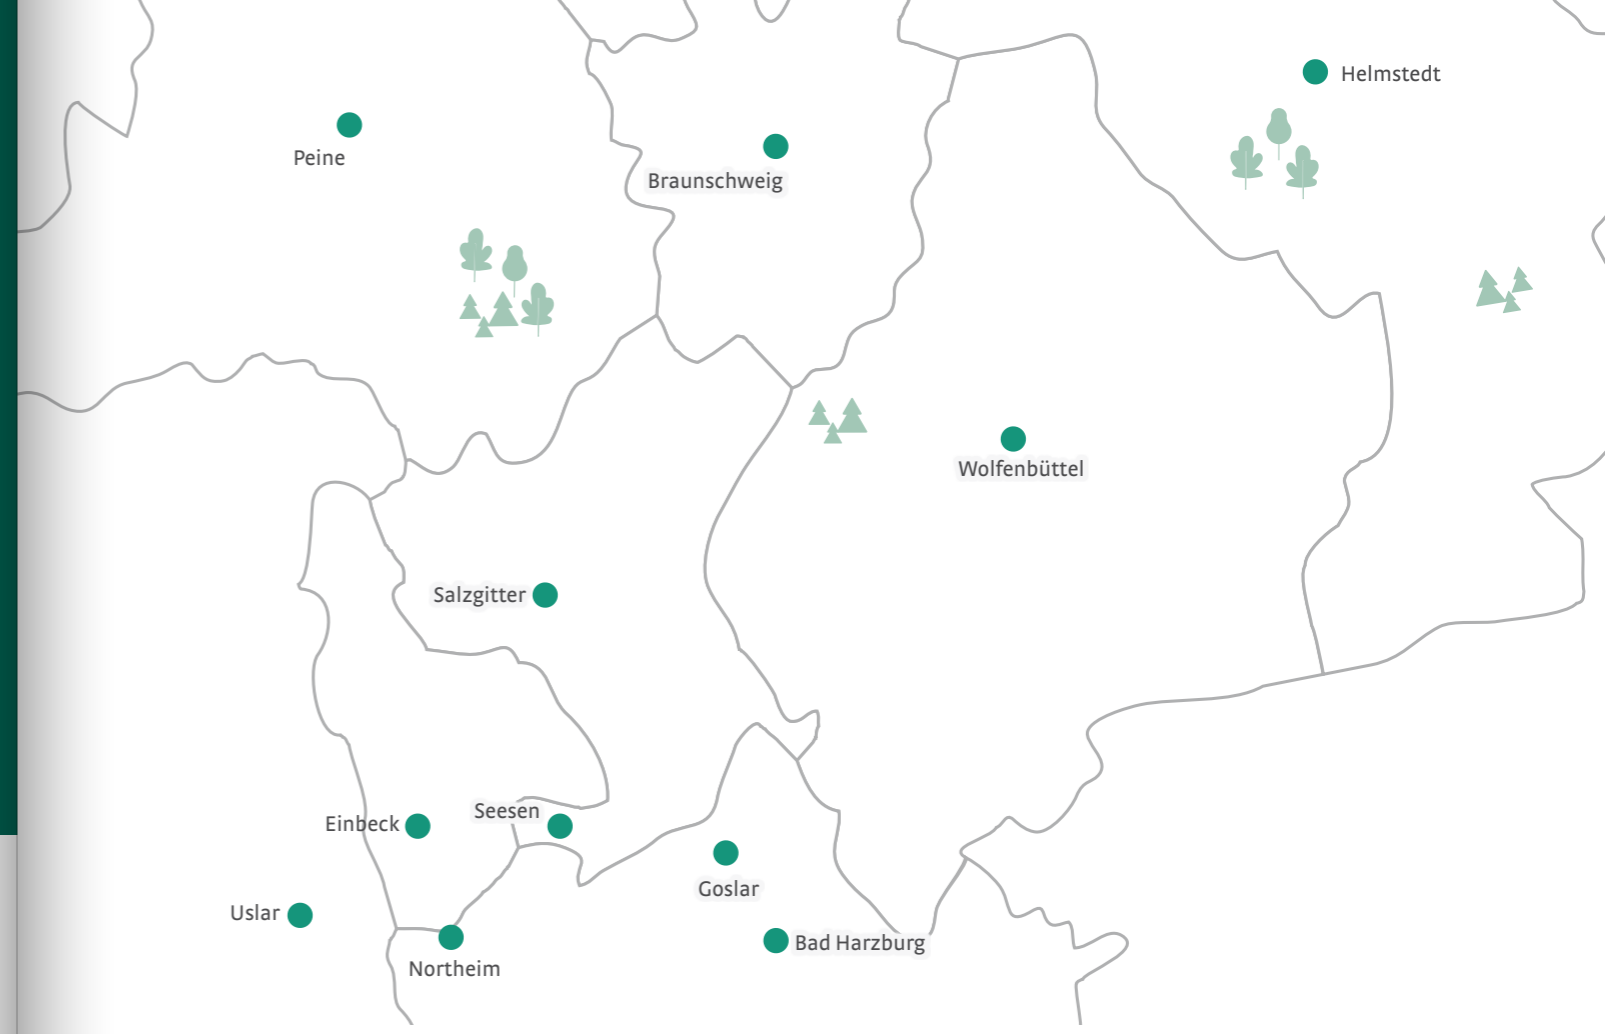 Helmstedt
Peine
Braunschweig
Wolfenbüttel
Salzgitter
Seesen
Einbeck
Goslar
Uslar
Bad Harzburg
Northeim